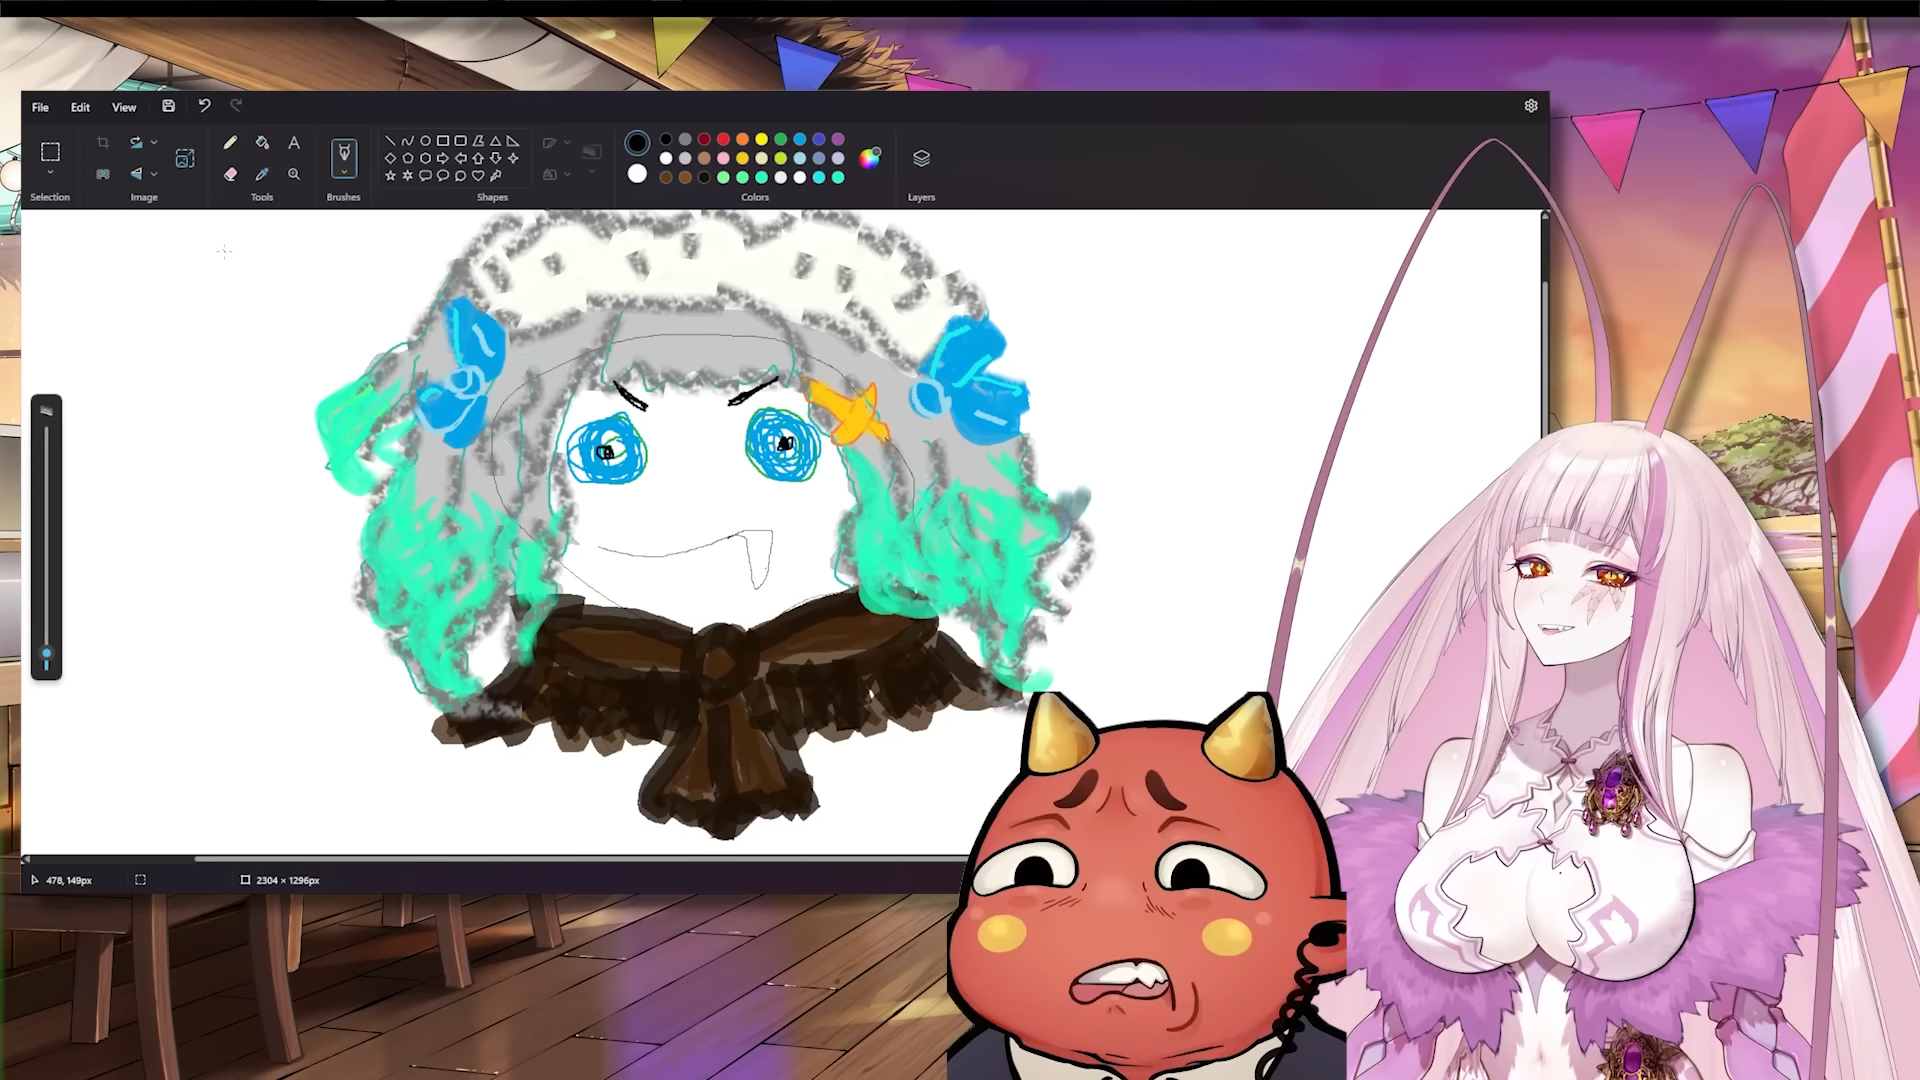 File Edit View
Selection Image Tools Brushes Shapes Colors Layers
478, 149px 2304 × 1296px